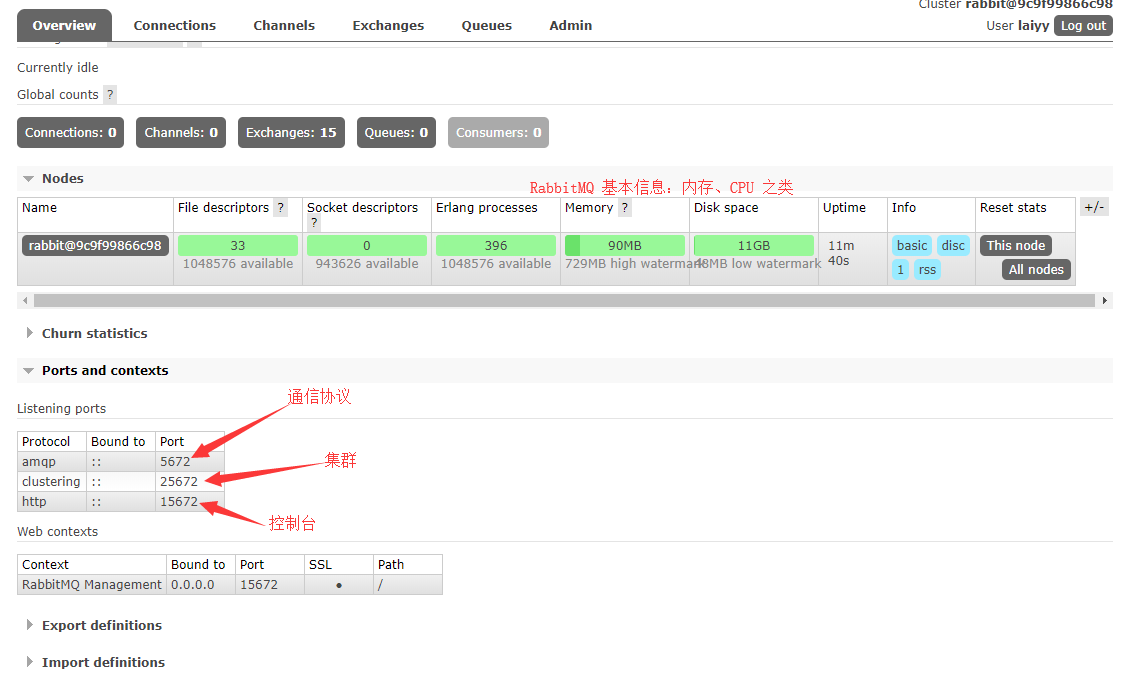 Cluster rabbit@9c9f99866c98
Overview Connections Channels Exchanges Queues Admin
User laiyy Log out
Currently idle
Global counts ?
Connections: 0 Channels: 0 Exchanges: 15 Queues: 0 Consumers: 0
Nodes
RabbitMQ 基本信息：内存、CPU 之类
Name File descriptors ? Socket descriptors ? Erlang processes Memory ? Disk space Uptime Info Reset stats +/-
rabbit@9c9f99866c98 33 0 396 90MB 11GB 11m 40s basic disc This node
1048576 available 943626 available 1048576 available 729MB high watermark 48MB low watermark 1 rss All nodes
Churn statistics
Ports and contexts
通信协议
Listening ports
Protocol Bound to Port
amqp :: 5672
集群
clustering :: 25672
http :: 15672
控制台
Web contexts
Context Bound to Port SSL Path
RabbitMQ Management 0.0.0.0 15672 ● /
Export definitions
Import definitions